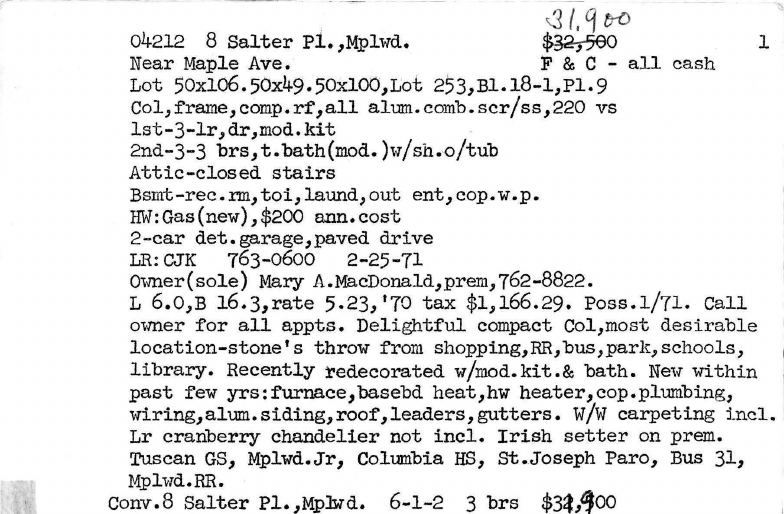 31,900
04212 8 Salter Pl.,Mplwd. $32,500 1
Near Maple Ave. F & C - all cash
Lot 50x106.50x49.50x100,Lot 253,Bl.18-1,Pl.9
Col,frame,comp.rf,all alum.comb.scr/ss,220 vs
1st-3-lr,dr,mod.kit
2nd-3-3 brs,t.bath(mod.)w/sh.o/tub
Attic-closed stairs
Bsmt-rec.rm,toi,laund,out ent,cop.w.p.
HW:Gas(new),$200 ann.cost
2-car det.garage,paved drive
LR:CJK 763-0600 2-25-71
Owner(sole) Mary A.MacDonald,prem,762-8822.
L 6.0,B 16.3,rate 5.23,'70 tax $1,166.29. Poss.1/71. Call
owner for all appts. Delightful compact Col,most desirable
location-stone's throw from shopping,RR,bus,park,schools,
library. Recently redecorated w/mod.kit.& bath. New within
past few yrs:furnace,basebd heat,hw heater,cop.plumbing,
wiring,alum.siding,roof,leaders,gutters. W/W carpeting incl.
Lr cranberry chandelier not incl. Irish setter on prem.
Tuscan GS, Mplwd.Jr, Columbia HS, St.Joseph Paro, Bus 31,
Mplwd.RR.
Conv.8 Salter Pl.,Mplwd. 6-1-2 3 brs $31,900